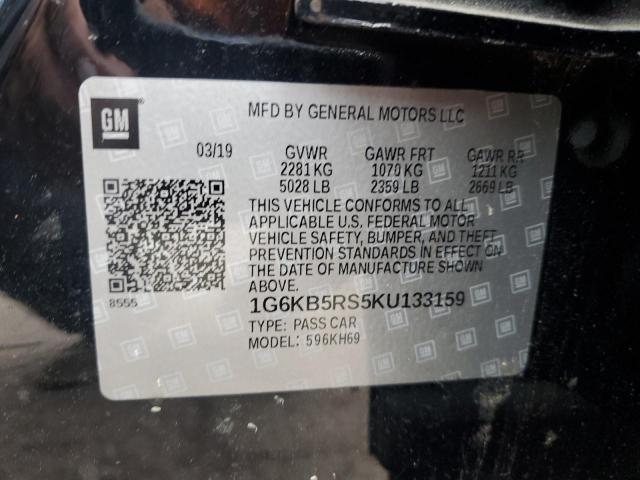 GM
MFD BY GENERAL MOTORS LLC
03/19 GVWR GAWR FRT GAWR RR
2281 KG 1070 KG 1211 KG
5028 LB 2359 LB 2669 LB
THIS VEHICLE CONFORMS TO ALL
APPLICABLE U.S. FEDERAL MOTOR
VEHICLE SAFETY, BUMPER, AND THEFT
PREVENTION STANDARDS IN EFFECT ON
THE DATE OF MANUFACTURE SHOWN
ABOVE.
8555
1G6KB5RS5KU133159
TYPE: PASS CAR
MODEL: 596KH69